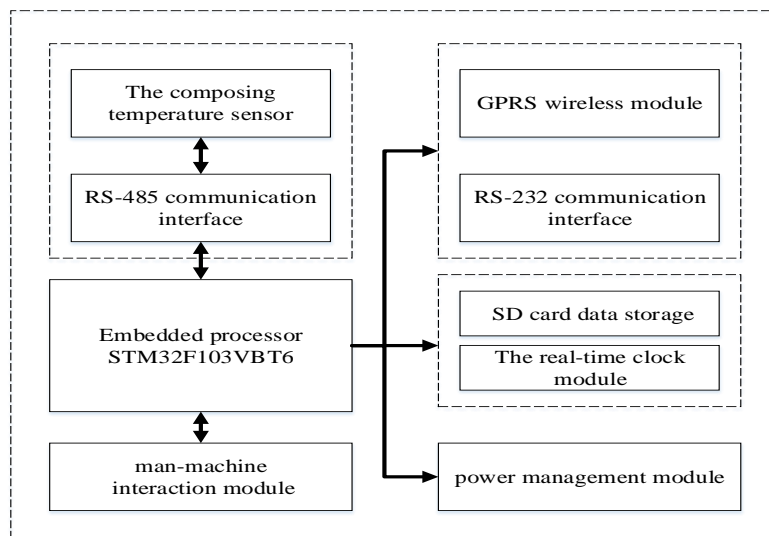 The composing
temperature sensor
RS-485 communication
interface
Embedded processor
STM32F103VBT6
man-machine
interaction module
GPRS wireless module
RS-232 communication
interface
SD card data storage
The real-time clock
module
power management module